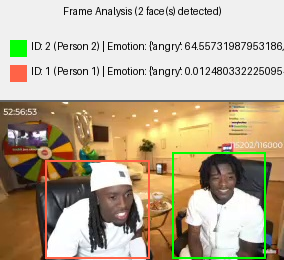 Frame Analysis (2 face(s) detected)
ID: 2 (Person 2) | Emotion: {'angry': 64.55731987953186,
ID: 1 (Person 1) | Emotion: {'angry': 0.012480332225095
52:56:53
/116000